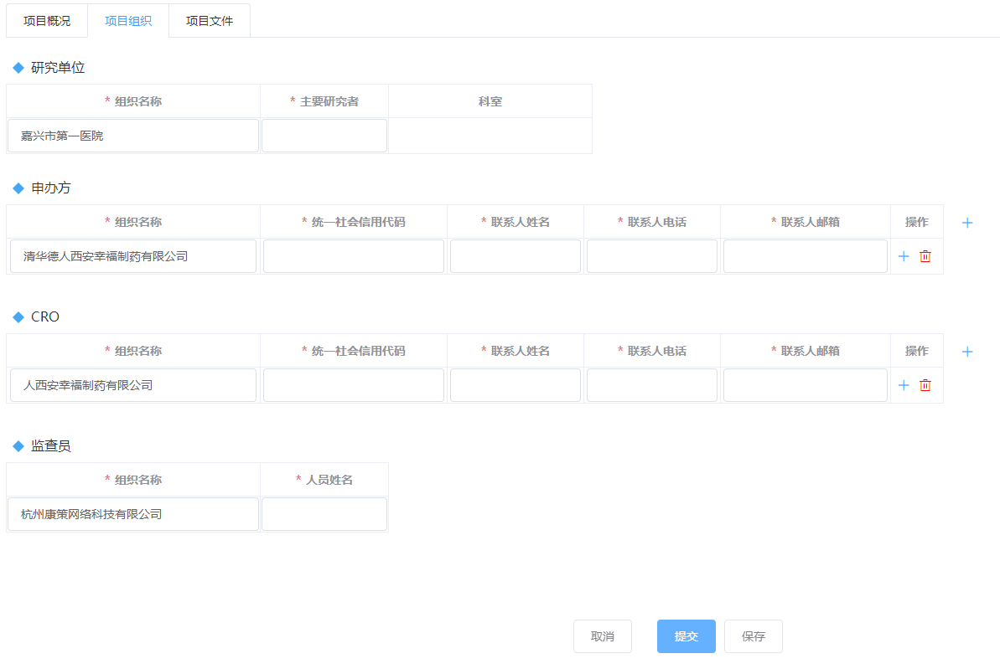 项目概况 项目组织 项目文件
研究单位
* 组织名称 * 主要研究者 科室
嘉兴市第一医院
申办方
* 组织名称 * 统一社会信用代码 * 联系人姓名 * 联系人电话 * 联系人邮箱 操作
清华德人西安幸福制药有限公司
CRO
* 组织名称 * 统一社会信用代码 * 联系人姓名 * 联系人电话 * 联系人邮箱 操作
人西安幸福制药有限公司
监查员
* 组织名称 * 人员姓名
杭州康策网络科技有限公司
取消 提交 保存